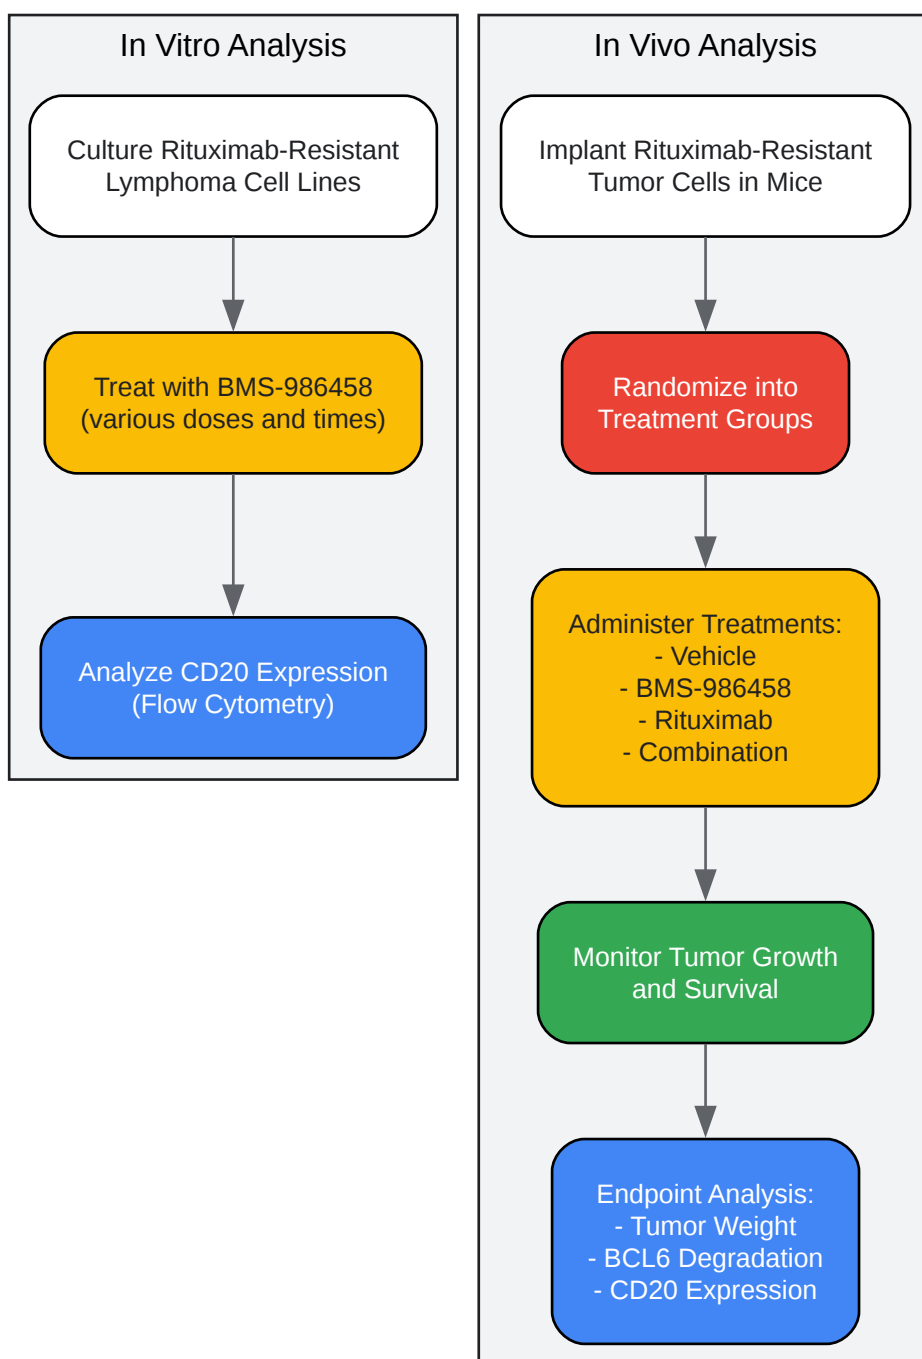 In Vitro Analysis
Culture Rituximab-Resistant
Lymphoma Cell Lines
Treat with BMS-986458
(various doses and times)
Analyze CD20 Expression
(Flow Cytometry)
In Vivo Analysis
Implant Rituximab-Resistant
Tumor Cells in Mice
Randomize into
Treatment Groups
Administer Treatments:
- Vehicle
- BMS-986458
- Rituximab
- Combination
Monitor Tumor Growth
and Survival
Endpoint Analysis:
- Tumor Weight
- BCL6 Degradation
- CD20 Expression